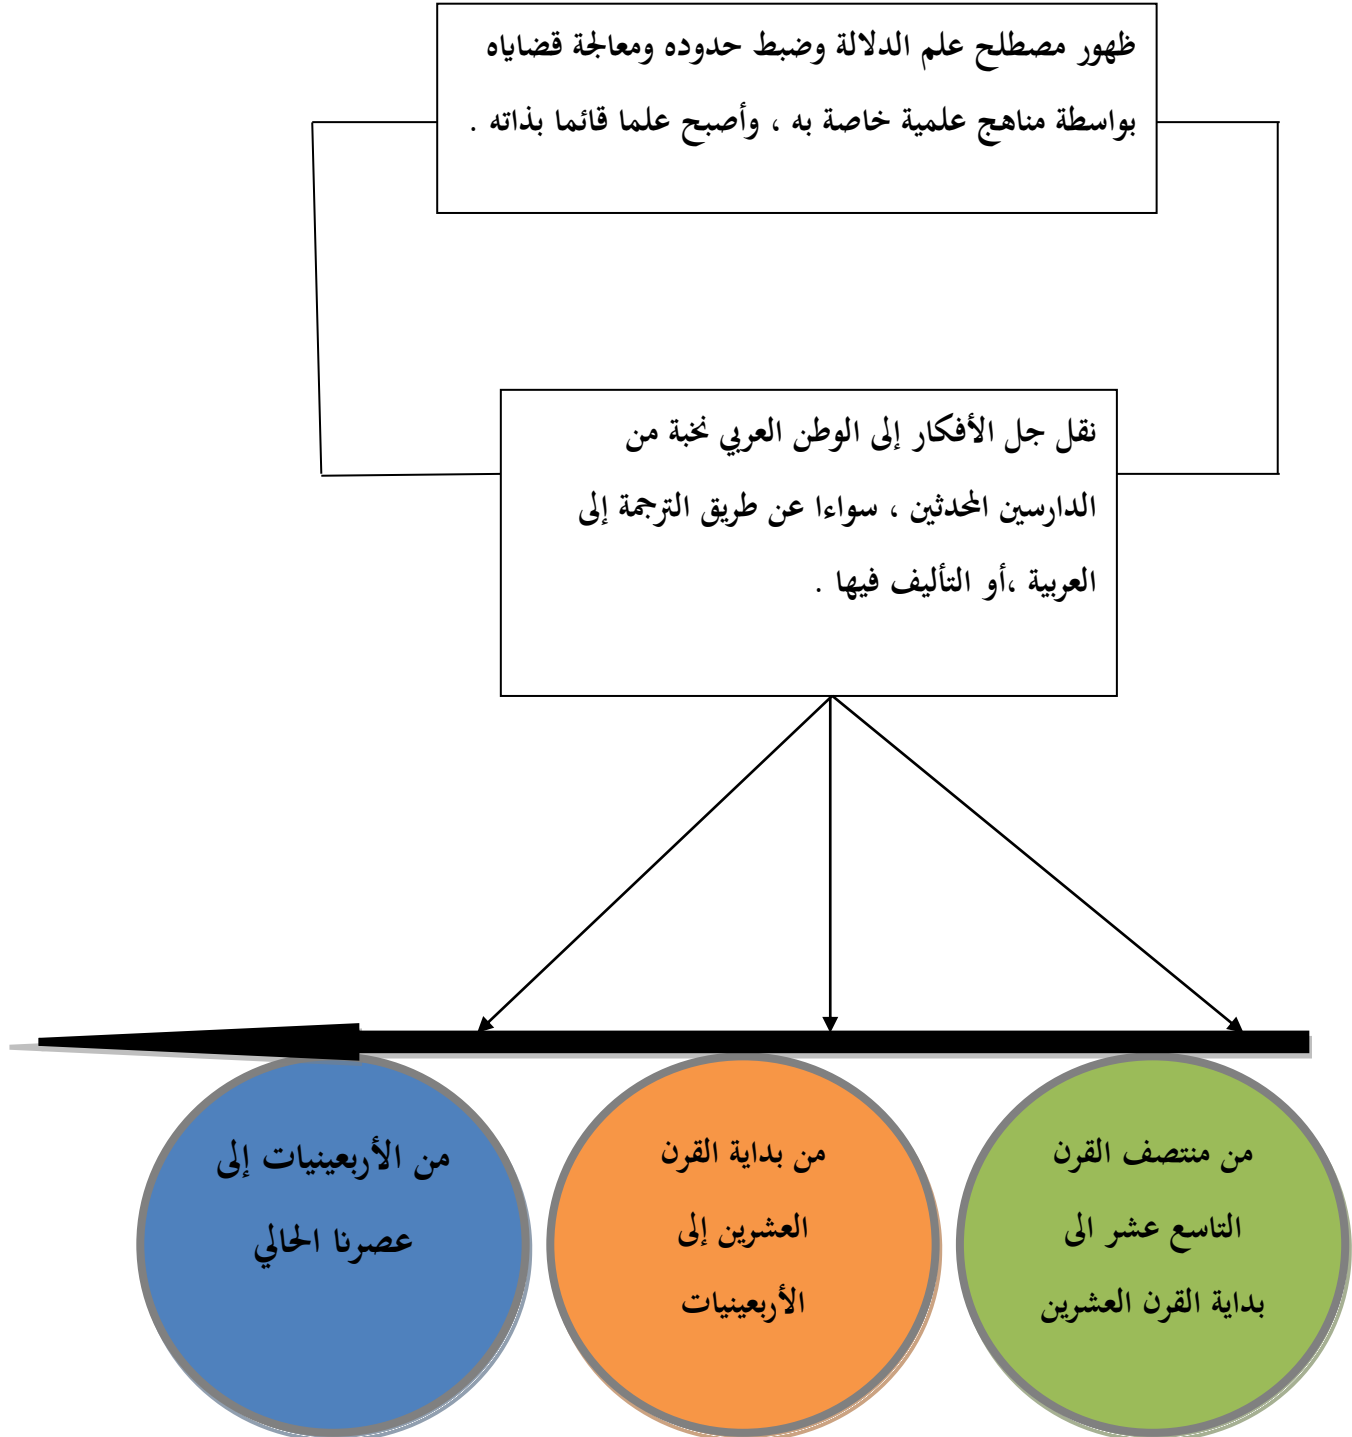 ظهور مصطلح علم الدلالة وضبط حدوده ومعالجة قضاياه
بواسطة مناهج علمية خاصة به ، وأصبح علما قائما بذاته .
نقل جل الأفكار إلى الوطن العربي نخبة من
الدارسين المحدثين ، سواءا عن طريق الترجمة إلى
العربية ،أو التأليف فيها .
من منتصف القرن
التاسع عشر الى
بداية القرن العشرين
من بداية القرن
العشرين إلى
الأربعينيات
من الأربعينيات إلى
عصرنا الحالي